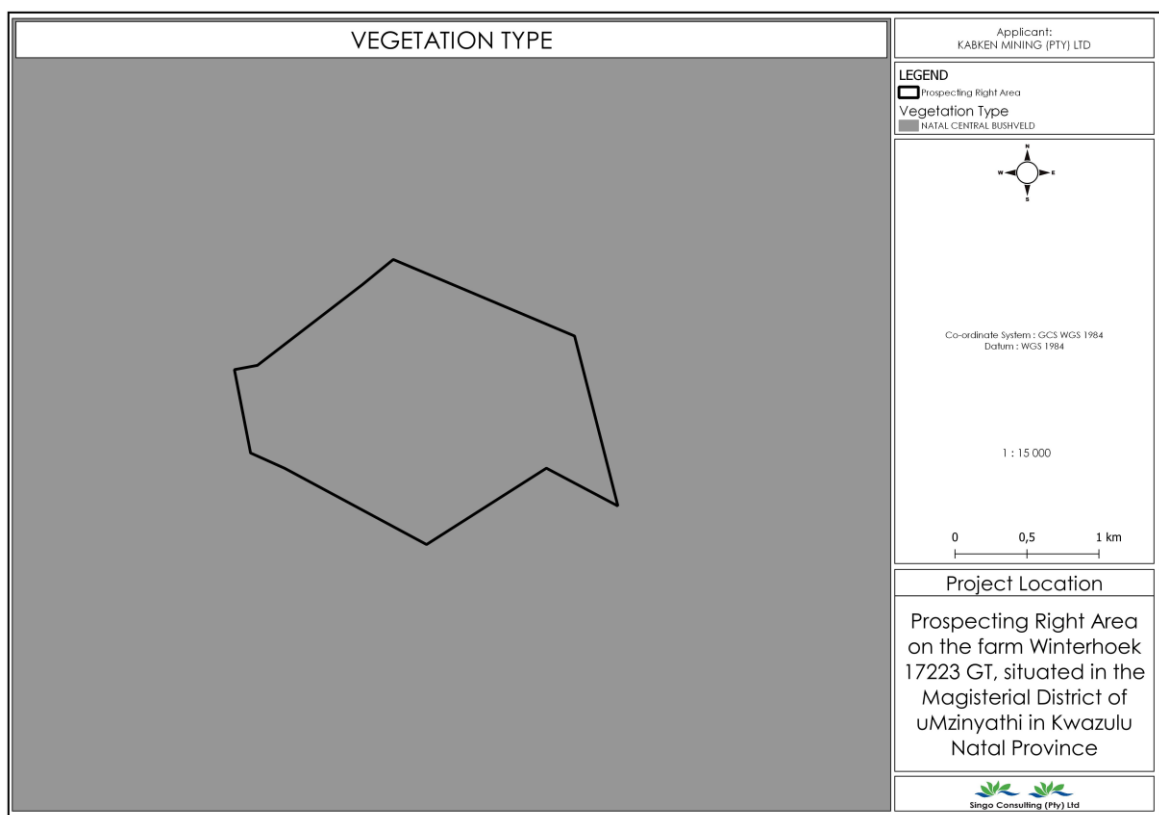 VEGETATION TYPE
Applicant:
KABKEN MINING (PTY) LTD
LEGEND
Prospecting Right Area
Vegetation Type
NATAL CENTRAL BUSHVELD
N
W E
S
Co-ordinate System : GCS WGS 1984
Datum : WGS 1984
1 : 15 000
0 0,5 1 km
Project Location
Prospecting Right Area
on the farm Winterhoek
17223 GT, situated in the
Magisterial District of
uMzinyathi in Kwazulu
Natal Province
Singo Consulting (Pty) Ltd